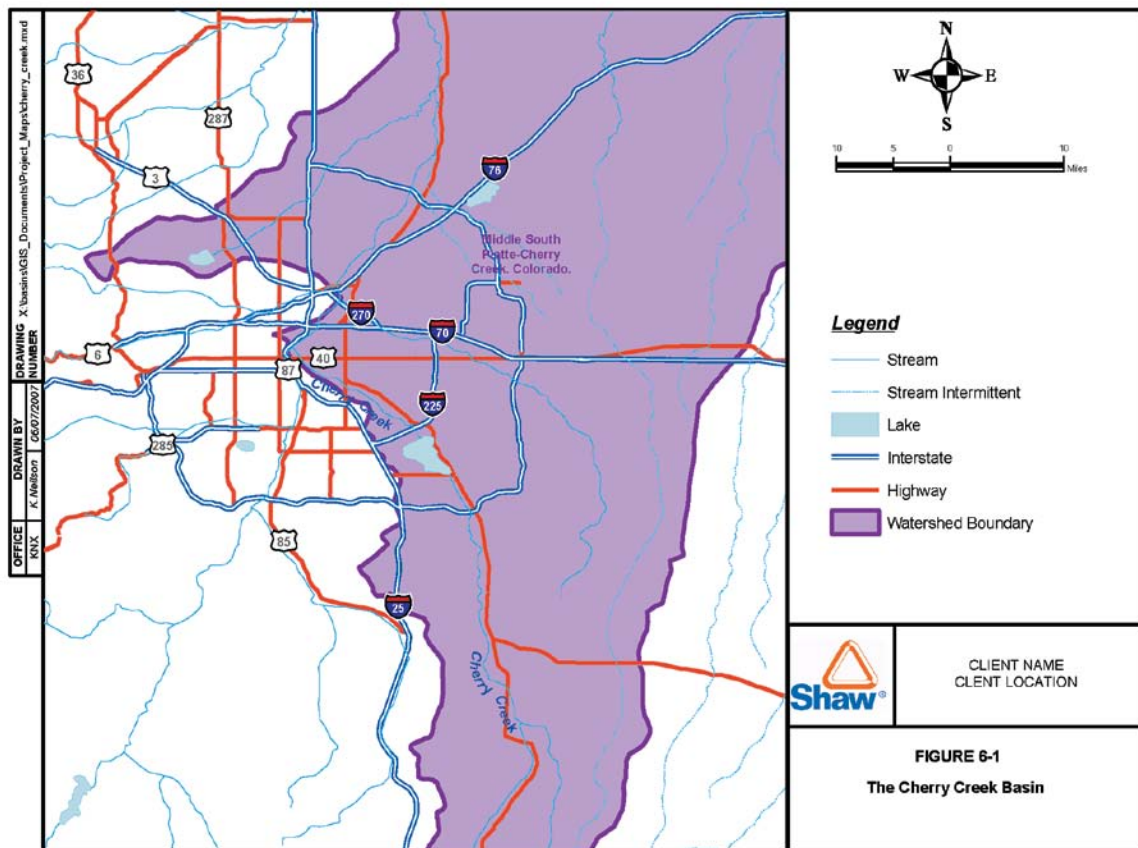 OFFICE
KNX
DRAWN BY
K. Neilson 06/07/2007
DRAWING
NUMBER
X:\basins\GIS_Documents\Project_Maps\cherry_creek.mxd
36
287
3
76
Middle South
Platte-Cherry
Creek. Colorado.
270
70
6
40
87
Cherry Creek
225
285
85
25
Cherry Creek
N
W E
S
10 5 0 10
Miles
Legend
Stream
Stream Intermittent
Lake
Interstate
Highway
Watershed Boundary
Shaw®
CLIENT NAME
CLENT LOCATION
FIGURE 6-1
The Cherry Creek Basin